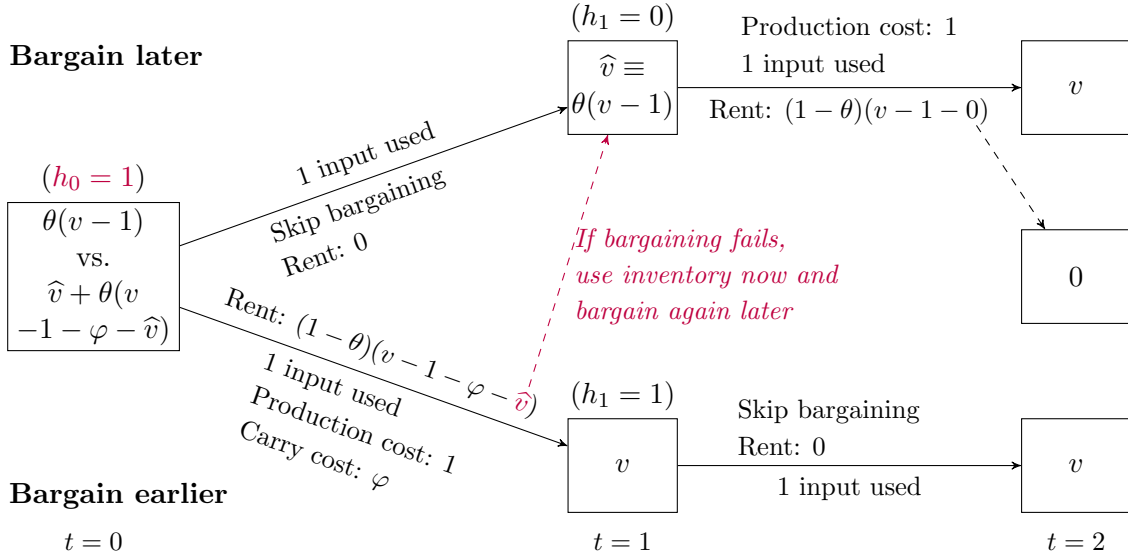 Bargain later
(h₀ = 1)
θ(v − 1)
vs.
v̂ + θ(v
−1 − φ − v̂)
1 input used
Skip bargaining
Rent: 0
(h₁ = 0)
v̂ ≡
θ(v − 1)
Production cost: 1
1 input used
Rent: (1−θ)(v−1−0)
v
0
If bargaining fails,
use inventory now and
bargain again later
Rent: (1−θ)(v − 1 − φ − v̂)
1 input used
Production cost: 1
Carry cost: φ
(h₁ = 1)
v
Skip bargaining
Rent: 0
1 input used
v
Bargain earlier
t = 0
t = 1
t = 2